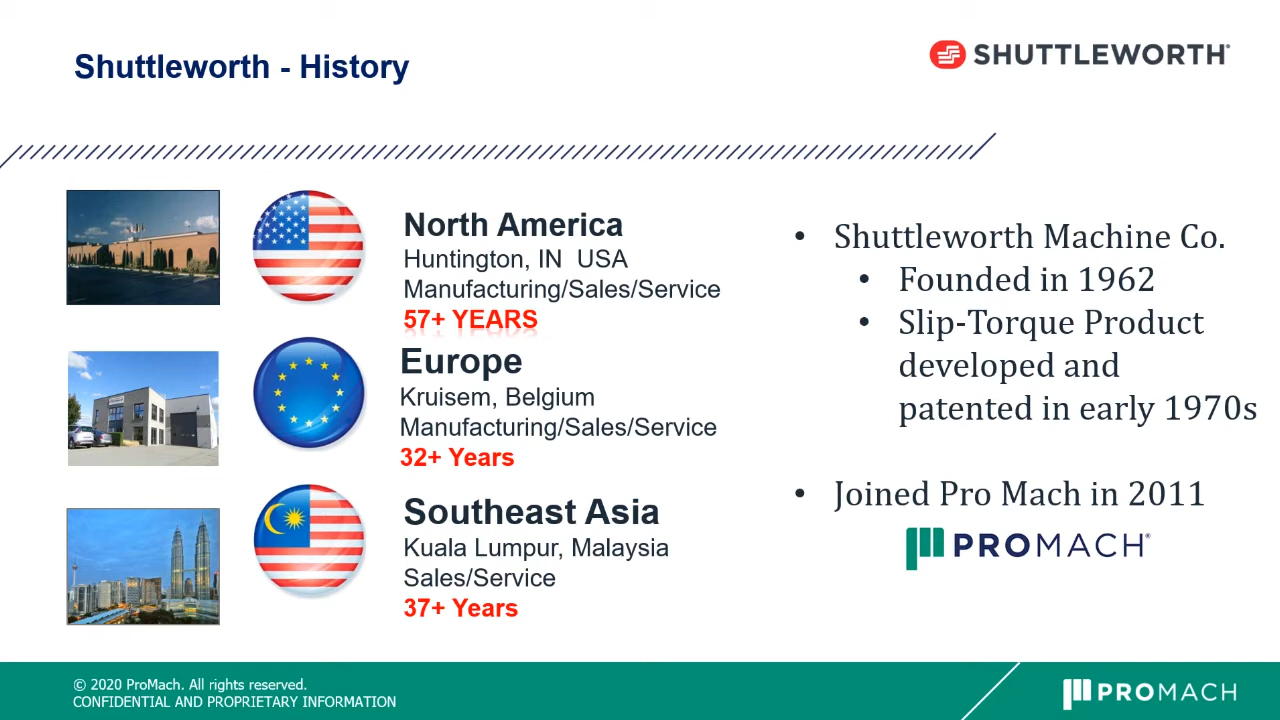 Shuttleworth - History
SHUTTLEWORTH®
North America
Huntington, IN  USA
Manufacturing/Sales/Service
57+ YEARS
Europe
Kruisem, Belgium
Manufacturing/Sales/Service
32+ Years
Southeast Asia
Kuala Lumpur, Malaysia
Sales/Service
37+ Years
• Shuttleworth Machine Co.
• Founded in 1962
• Slip-Torque Product
developed and
patented in early 1970s
• Joined Pro Mach in 2011
PROMACH®
© 2020 ProMach. All rights reserved.
CONFIDENTIAL AND PROPRIETARY INFORMATION
PROMACH